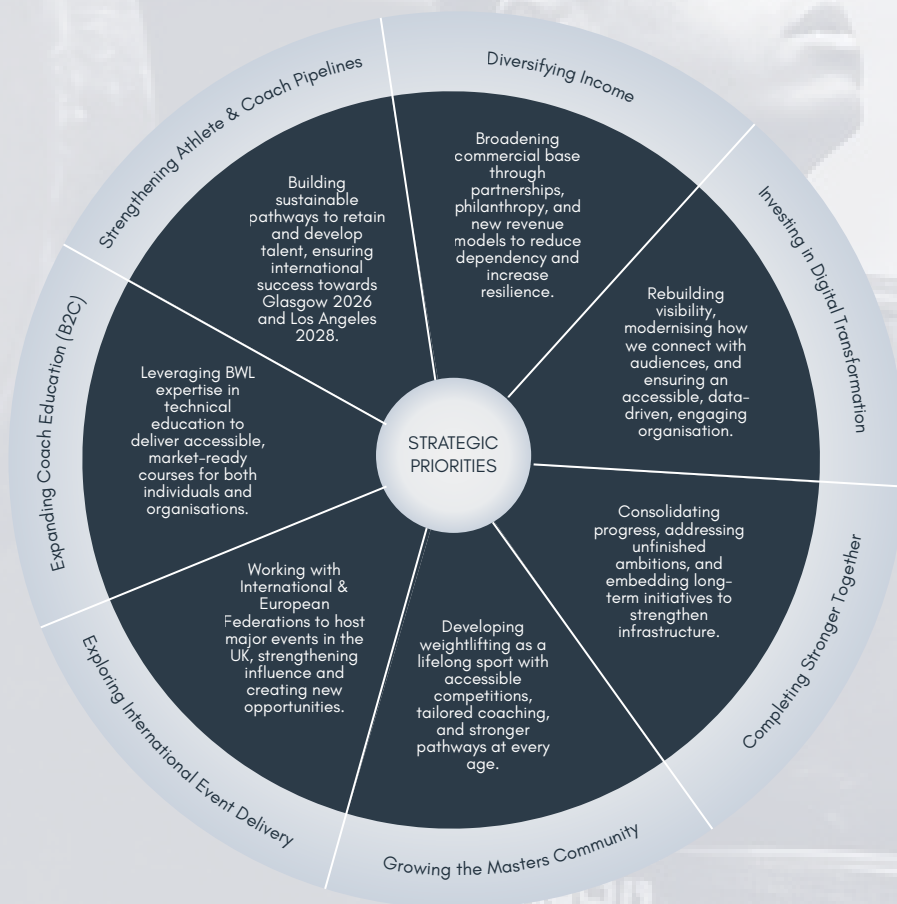 STRATEGIC
PRIORITIES
Diversifying Income
Broadening
commercial base
through
partnerships,
philanthropy, and
new revenue
models to reduce
dependency and
increase
resilience.
Investing in Digital Transformation
Rebuilding
visibility,
modernising how
we connect with
audiences, and
ensuring an
accessible, data-
driven, engaging
organisation.
Completing Stronger Together
Consolidating
progress, addressing
unfinished
ambitions, and
embedding long-
term initiatives to
strengthen
infrastructure.
Growing the Masters Community
Developing
weightlifting as a
lifelong sport with
accessible
competitions,
tailored coaching,
and stronger
pathways at every
age.
Exploring International Event Delivery
Working with
International &
European
Federations to host
major events in the
UK, strengthening
influence and
creating new
opportunities.
Expanding Coach Education (B2C)
Leveraging BWL
expertise in
technical
education to
deliver accessible,
market-ready
courses for both
individuals and
organisations.
Strengthening Athlete & Coach Pipelines
Building
sustainable
pathways to retain
and develop
talent, ensuring
international
success towards
Glasgow 2026
and Los Angeles
2028.